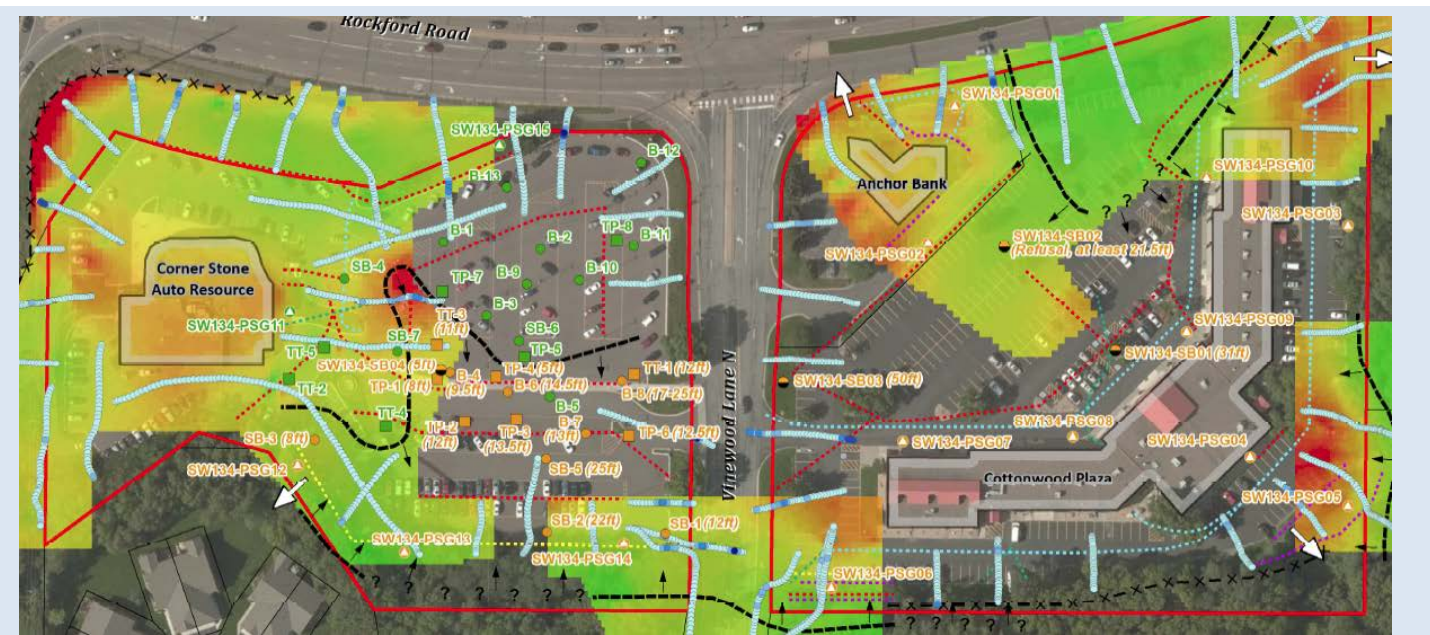 Rockford Road
SW134-PSG01
SW134-PSG15
B-12
B-13
SW134-PSG10
Anchor Bank
SW134-PSG03
B-1
TP-8
B-11
B-2
SW134-SB02
(Refusal, at least 21.5ft)
SW134-PSG02
Corner Stone
Auto Resource
SB-4
B-9
B-10
TP-7
B-3
SW134-PSG11
TT-3
(11ft)
SB-6
SW134-PSG09
TT-5
SB-7
TP-5
SW134-SB01 (31ft)
SW134-SB04 (5ft)
TP-4 (5ft)
TT-1 (12ft)
TT-2
TP-1 (8ft)
B-4
(9.5ft)
B-6 (14.5ft)
B-8 (17-25ft)
SW134-SB03 (50ft)
B-5
TT-4
TP-2
(12ft)
TP-3
(13.5ft)
B-7
(13ft)
TP-6 (12.5ft)
SB-3 (8ft)
SW134-PSG08
SW134-PSG07
SW134-PSG04
SW134-PSG12
SB-5 (25ft)
Vinewood Lane N
Cottonwood Plaza
SW134-PSG05
SB-2 (22ft)
SB-1 (12ft)
SW134-PSG13
SW134-PSG14
SW134-PSG06
? ?
?
? ? ? ? ? ? ?
? ? ? ?
?